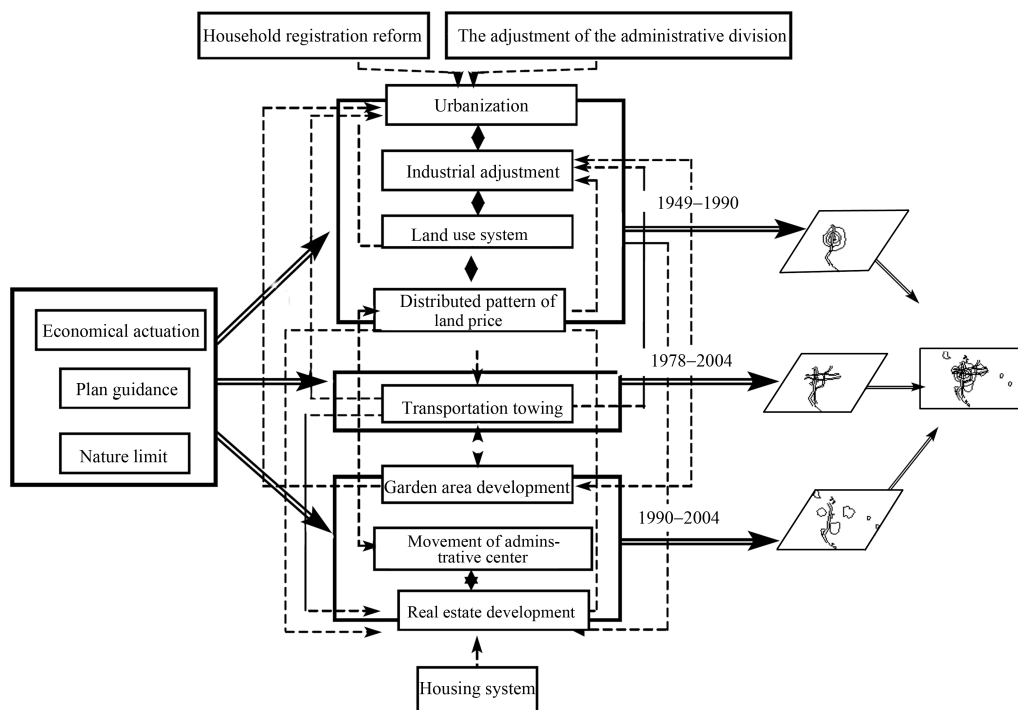 Household registration reform
The adjustment of the administrative division
Urbanization
Industrial adjustment
1949–1990
Land use system
Distributed pattern of
land price
Economical actuation
1978–2004
Plan guidance
Transportation towing
Nature limit
Garden area development
1990–2004
Movement of admins-
trative center
Real estate development
Housing system